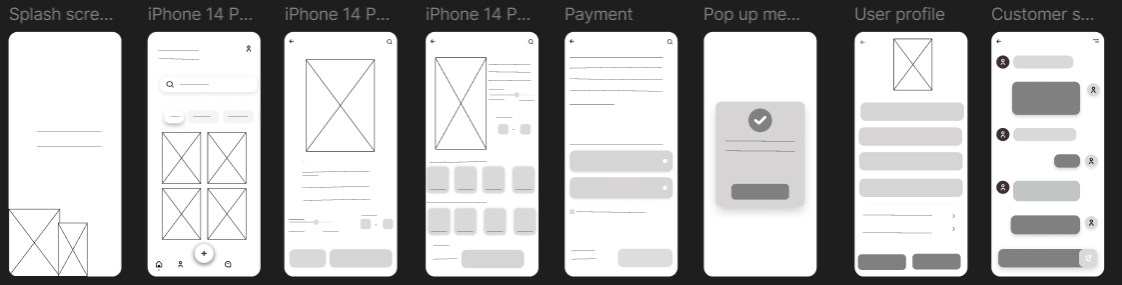 Splash scre...
iPhone 14 P...
iPhone 14 P...
iPhone 14 P...
Payment
Pop up me...
User profile
Customer s...